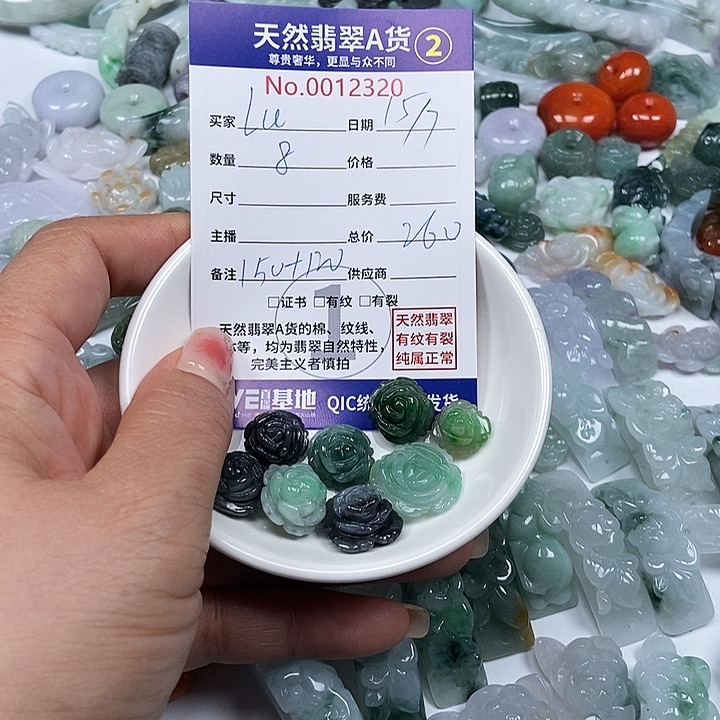 天然翡翠A货 2
尊贵奢华，更显与众不同
No.0012320
买家 Lu 日期 15/7
数量 8 价格
尺寸 服务费
主播 总价 260
备注 150+120 供应商
□证书 □有纹 □有裂
1
天然翡翠A货的棉、纹线、
等，均为翡翠自然特性，
完美主义者慎拍
天然翡翠
有纹有裂
纯属正常
基地 QIC 发货